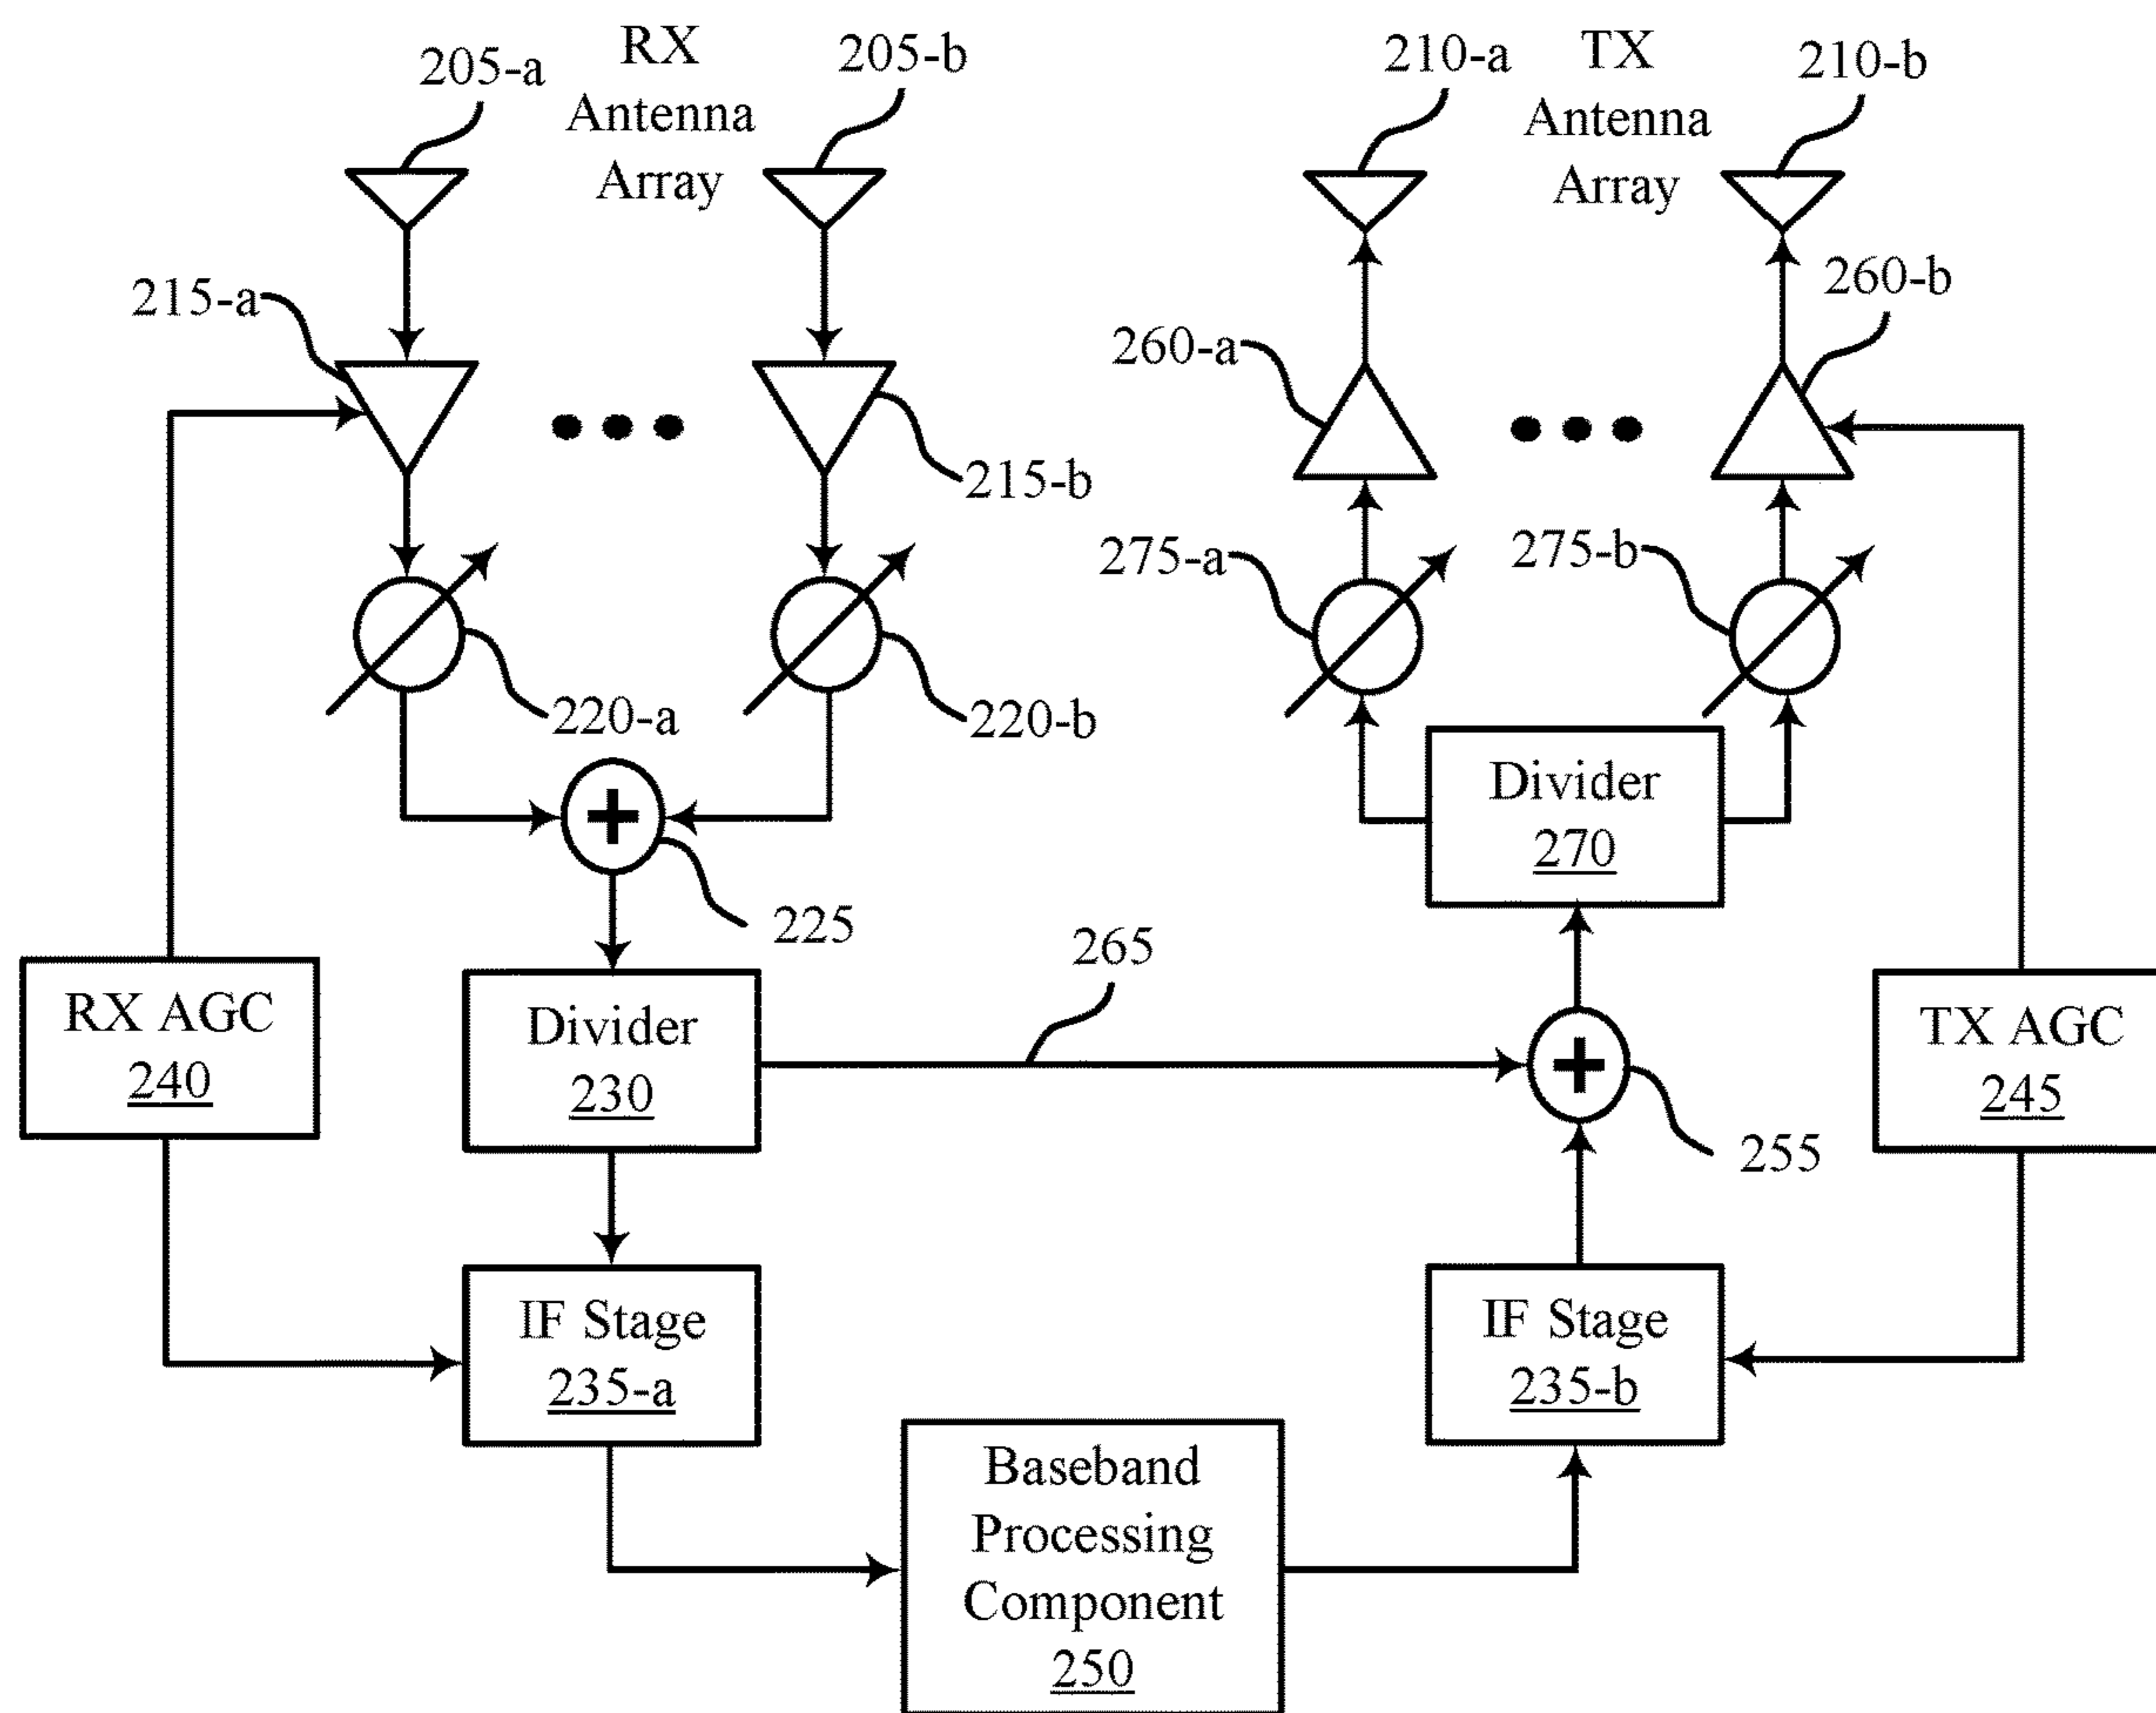 205-a
RX
Antenna
Array
205-b
210-a
TX
Antenna
Array
210-b
215-a
260-a
260-b
215-b
275-a
275-b
220-a
220-b
Divider
270
225
265
RX AGC
240
Divider
230
TX AGC
245
255
IF Stage
235-a
IF Stage
235-b
Baseband
Processing
Component
250